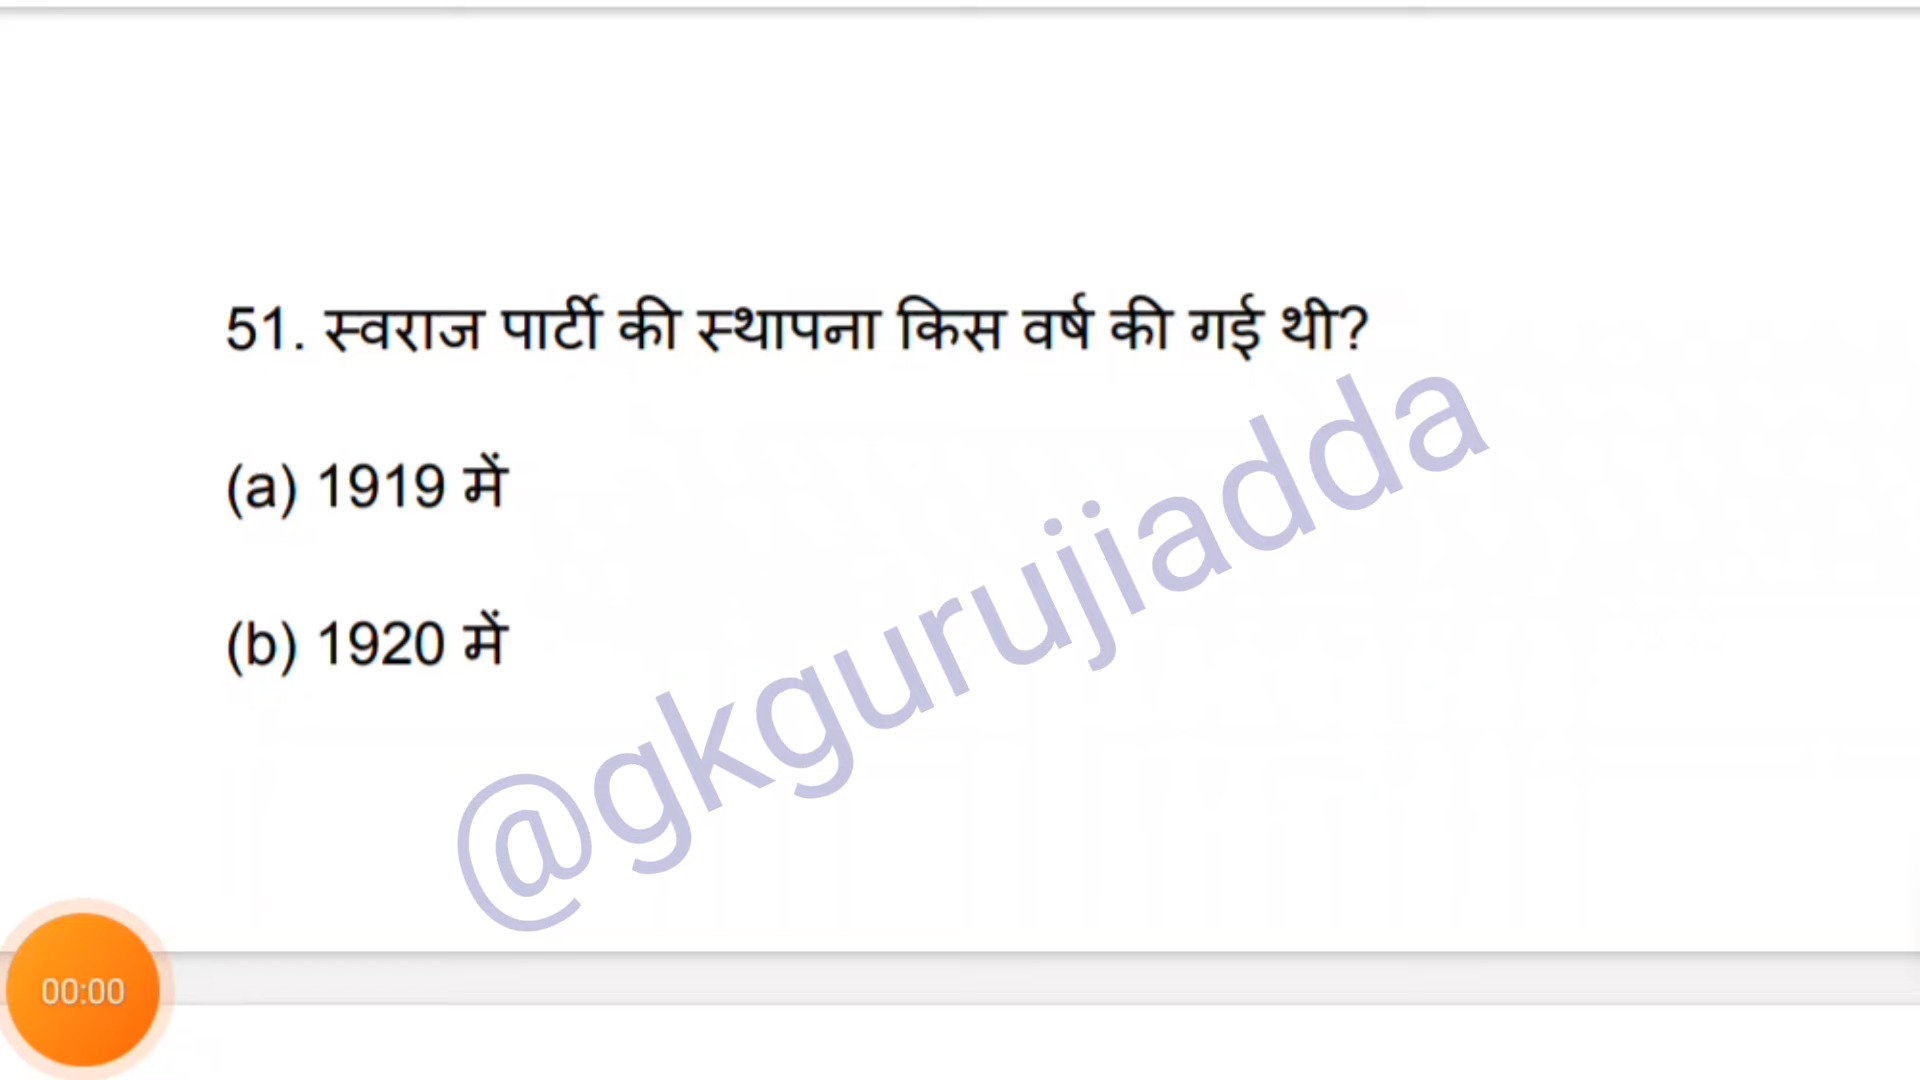 51. स्वराज पार्टी की स्थापना किस वर्ष की गई थी?
(a) 1919 में
(b) 1920 में
@gkgurujiadda
00:00